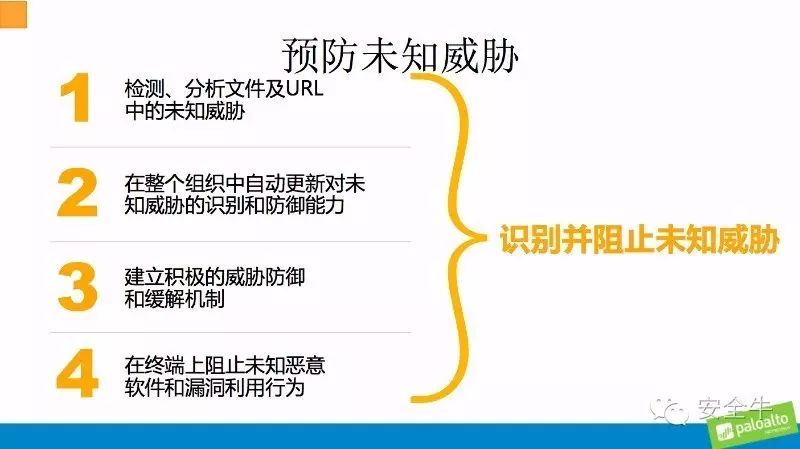 预防未知威胁
1
检测、分析文件及URL
中的未知威胁
2
在整个组织中自动更新对未
知威胁的识别和防御能力
3
建立积极的威胁防御
和缓解机制
4
在终端上阻止未知恶意
软件和漏洞利用行为
识别并阻止未知威胁
安全牛
paloalto